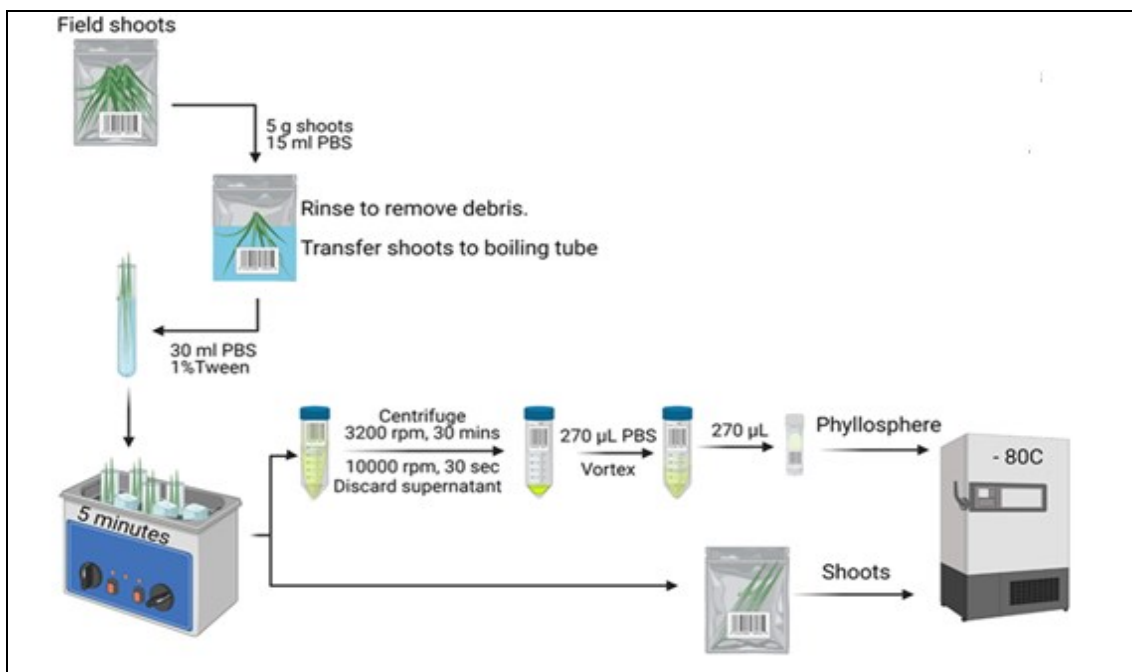 Field shoots
5 g shoots
15 ml PBS
Rinse to remove debris.
Transfer shoots to boiling tube
30 ml PBS
1%Tween
5 minutes
Centrifuge
3200 rpm, 30 mins
10000 rpm, 30 sec
Discard supernatant
270 µL PBS
Vortex
270 µL
Phyllosphere
- 80C
Shoots